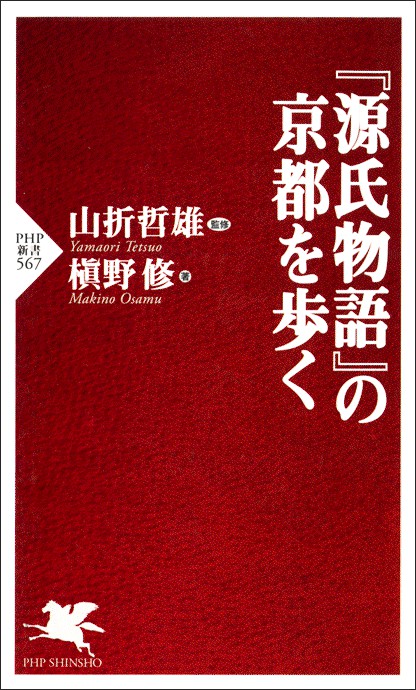 『源氏物語』の
京都を歩く
山折哲雄 監修
Yamaori Tetsuo
槇野 修 著
Makino Osamu
PHP
新書
567
PHP SHINSHO